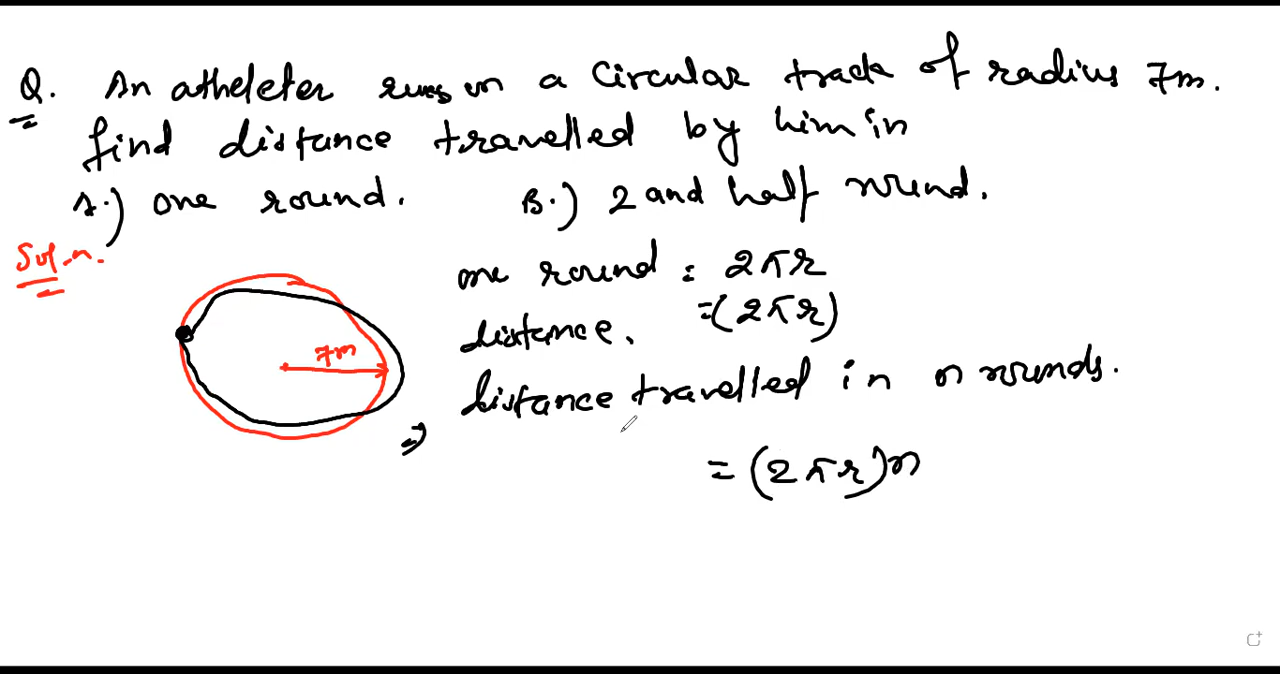 Q. An atheleter runs on a Circular track of radius 7m.
find distance travelled by him in
A.) one round. B.) 2 and half round.
Sol.n.
one round : 2πr
distance. =(2πr)
7m
⇒ distance travelled in n rounds.
= (2πr)n